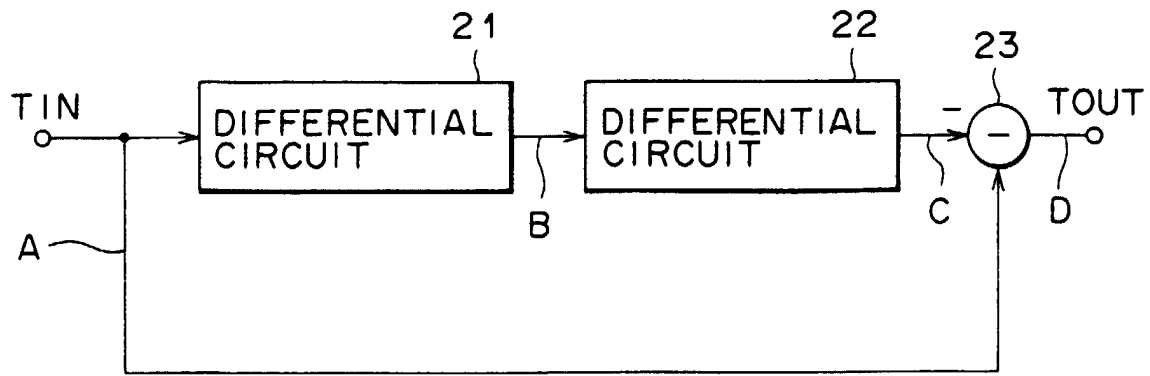 21
22
23
TIN
DIFFERENTIAL
CIRCUIT
DIFFERENTIAL
CIRCUIT
−
−
TOUT
A
B
C
D